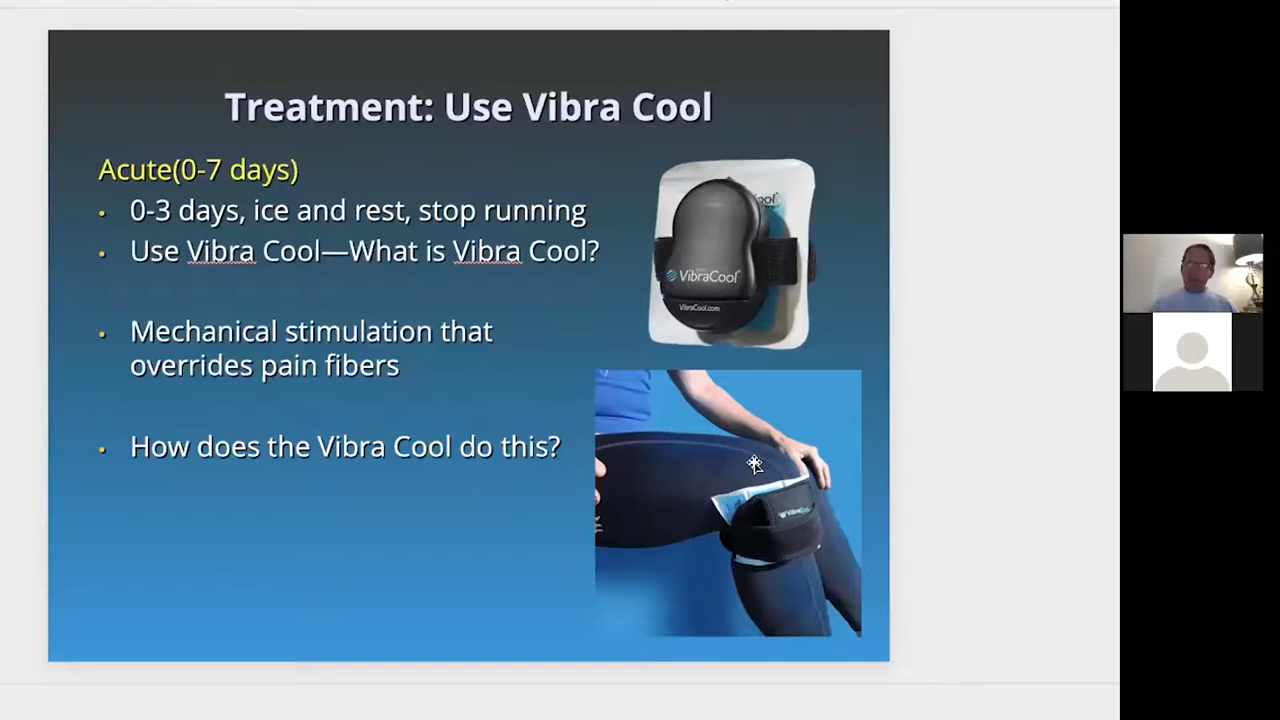 Treatment: Use Vibra Cool
Acute(0-7 days)
• 0-3 days, ice and rest, stop running
• Use Vibra Cool—What is Vibra Cool?
• Mechanical stimulation that
overrides pain fibers
• How does the Vibra Cool do this?
VibraCool
VibraCool.com
VibraCool